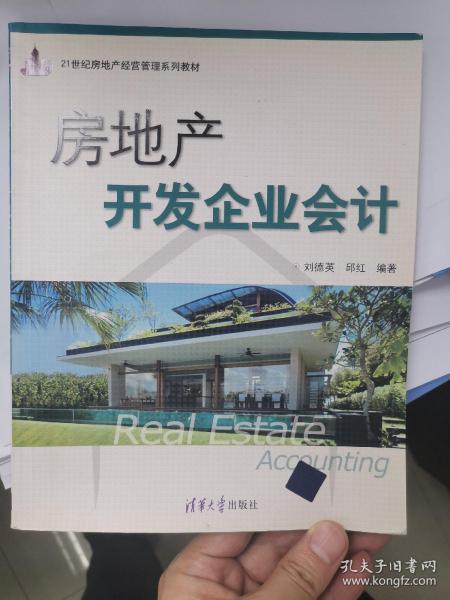 21世纪房地产经营管理系列教材
房地产
开发企业会计
刘德英 邱红 编著
Real Estate
Accounting
清华大学出版社
孔夫子旧书网
www.kongfz.com